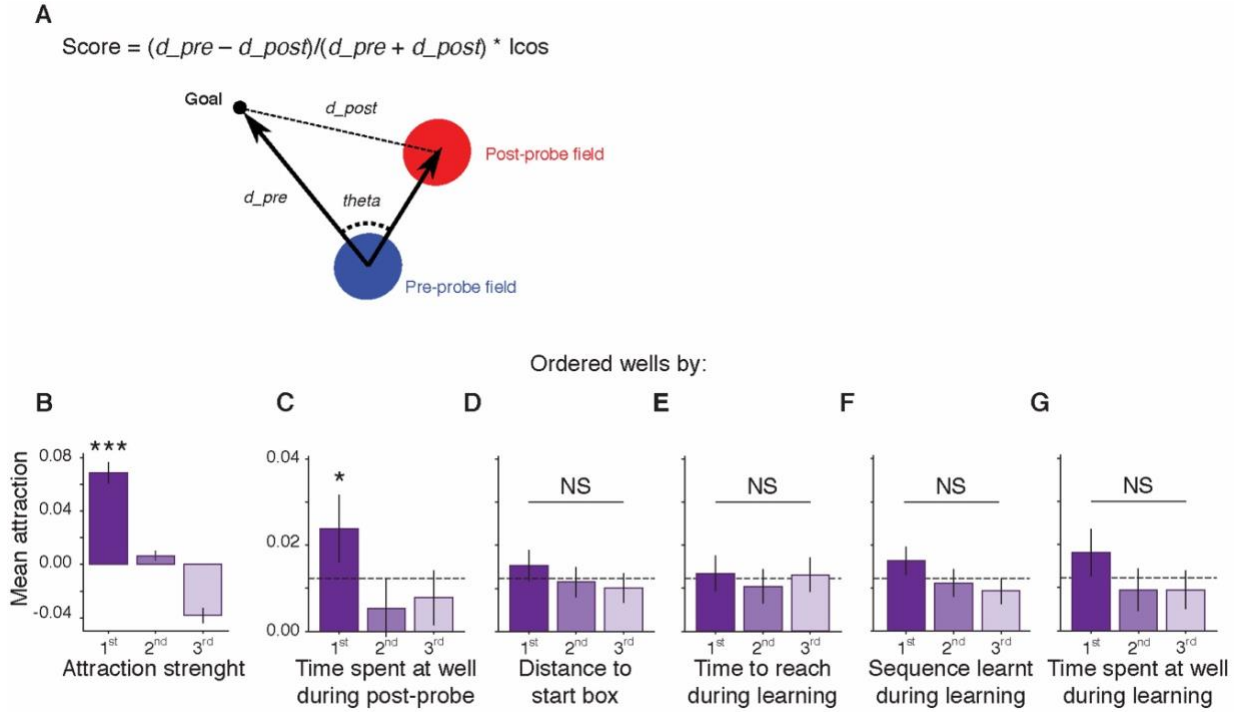 A
Score = (d_pre – d_post)/(d_pre + d_post) * Icos
Goal
d_post
Post-probe field
d_pre
theta
Pre-probe field
Ordered wells by:
B
C
D
E
F
G
Mean attraction
0.08
0.04
0.00
-0.04
***
1st 2nd 3rd
Attraction strenght
0.04
0.02
0.00
*
1st 2nd 3rd
Time spent at well
during post-probe
NS
1st 2nd 3rd
Distance to
start box
NS
1st 2nd 3rd
Time to reach
during learning
NS
1st 2nd 3rd
Sequence learnt
during learning
NS
1st 2nd 3rd
Time spent at well
during learning